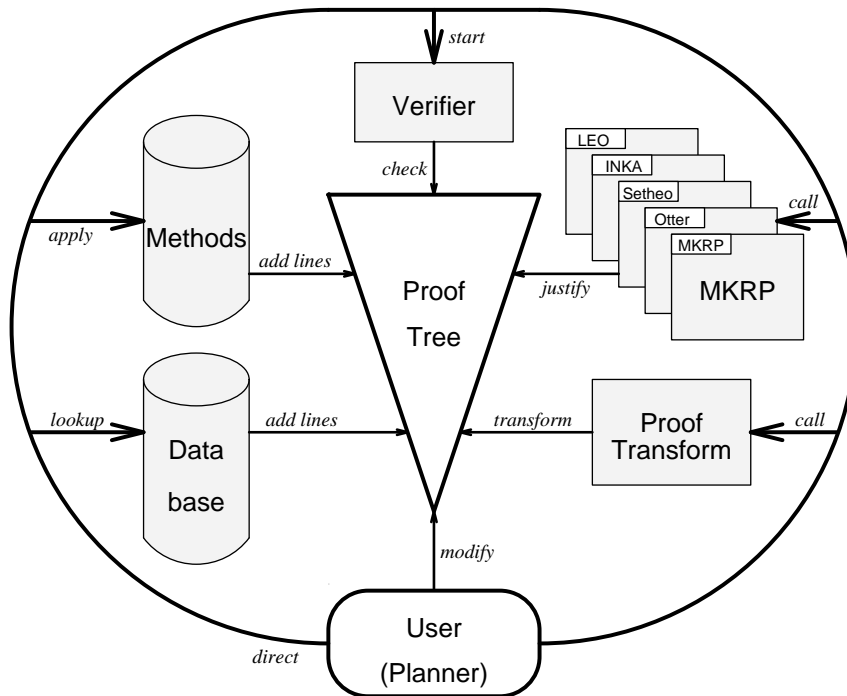 start
Verifier
check
LEO
INKA
Setheo
Otter
MKRP
MKRP
call
apply
Methods
add lines
justify
Proof
Tree
lookup
Data
base
add lines
transform
Proof
Transform
call
modify
User
(Planner)
direct